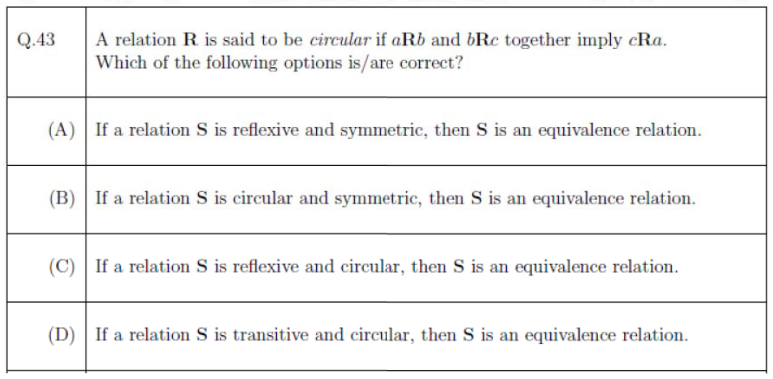 Q.43 A relation R is said to be circular if aRb and bRc together imply cRa.
Which of the following options is/are correct?
(A) If a relation S is reflexive and symmetric, then S is an equivalence relation.
(B) If a relation S is circular and symmetric, then S is an equivalence relation.
(C) If a relation S is reflexive and circular, then S is an equivalence relation.
(D) If a relation S is transitive and circular, then S is an equivalence relation.